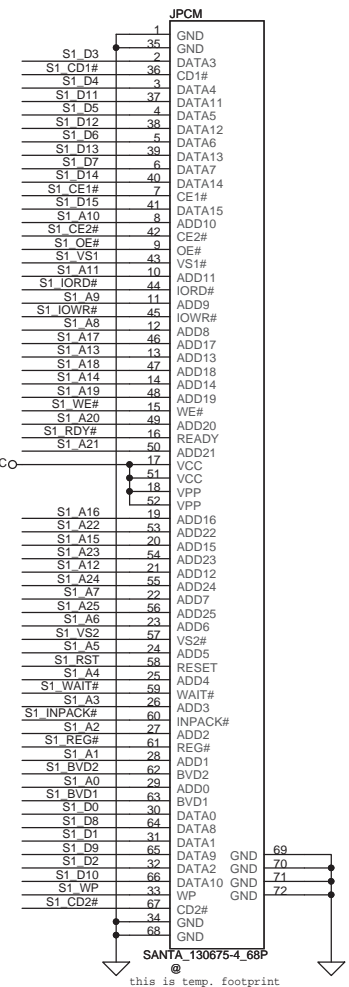 JPCM
1 GND
35 GND
S1_D3 2 DATA3
S1_CD1# 36 CD1#
S1_D4 3 DATA4
S1_D11 37 DATA11
S1_D5 4 DATA5
S1_D12 38 DATA12
S1_D6 5 DATA6
S1_D13 39 DATA13
S1_D7 6 DATA7
S1_D14 40 DATA14
S1_CE1# 7 CE1#
S1_D15 41 DATA15
S1_A10 8 ADD10
S1_CE2# 42 CE2#
S1_OE# 9 OE#
S1_VS1 43 VS1#
S1_A11 10 ADD11
S1_IORD# 44 IORD#
S1_A9 11 ADD9
S1_IOWR# 45 IOWR#
S1_A8 12 ADD8
S1_A17 46 ADD17
S1_A13 13 ADD13
S1_A18 47 ADD18
S1_A14 14 ADD14
S1_A19 48 ADD19
S1_WE# 15 WE#
S1_A20 49 ADD20
S1_RDY# 16 READY
S1_A21 50 ADD21
C 17 VCC
51 VCC
18 VPP
52 VPP
S1_A16 19 ADD16
S1_A22 53 ADD22
S1_A15 20 ADD15
S1_A23 54 ADD23
S1_A12 21 ADD12
S1_A24 55 ADD24
S1_A7 22 ADD7
S1_A25 56 ADD25
S1_A6 23 ADD6
S1_VS2 57 VS2#
S1_A5 24 ADD5
S1_RST 58 RESET
S1_A4 25 ADD4
S1_WAIT# 59 WAIT#
S1_A3 26 ADD3
S1_INPACK# 60 INPACK#
S1_A2 27 ADD2
S1_REG# 61 REG#
S1_A1 28 ADD1
S1_BVD2 62 BVD2
S1_A0 29 ADD0
S1_BVD1 63 BVD1
S1_D0 30 DATA0
S1_D8 64 DATA8
S1_D1 31 DATA1
S1_D9 65 DATA9 GND 69
S1_D2 32 DATA2 GND 70
S1_D10 66 DATA10 GND 71
S1_WP 33 WP GND 72
S1_CD2# 67 CD2#
34 GND
68 GND
SANTA_130675-4_68P
@
this is temp. footprint